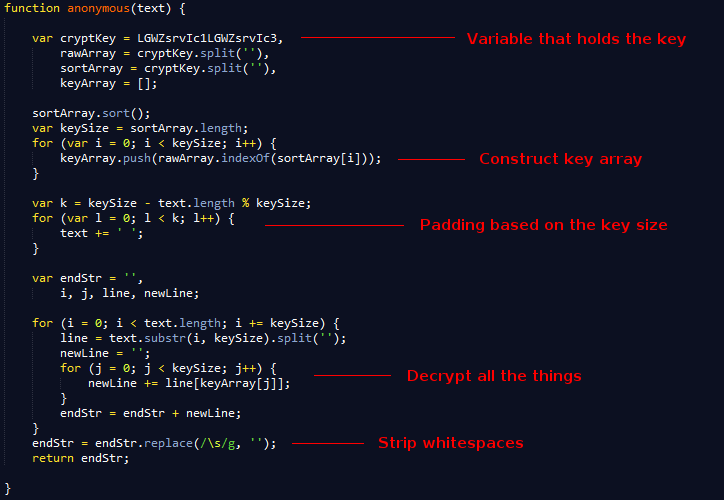 function anonymous(text) {
var cryptKey = LGWZsrvIc1LGWZsrvIc3, Variable that holds the key
rawArray = cryptKey.split(''),
sortArray = cryptKey.split(''),
keyArray = [];
sortArray.sort();
var keySize = sortArray.length;
for (var i = 0; i < keySize; i++) {
keyArray.push(rawArray.indexOf(sortArray[i])); Construct key array
}
var k = keySize - text.length % keySize;
for (var l = 0; l < k; l++) {
text += ' '; Padding based on the key size
}
var endStr = '',
i, j, line, newLine;
for (i = 0; i < text.length; i += keySize) {
line = text.substr(i, keySize).split('');
newLine = '';
for (j = 0; j < keySize; j++) {
newLine += line[keyArray[j]]; Decrypt all the things
}
endStr = endStr + newLine;
}
endStr = endStr.replace(/\s/g, ''); Strip whitespaces
return endStr;
}